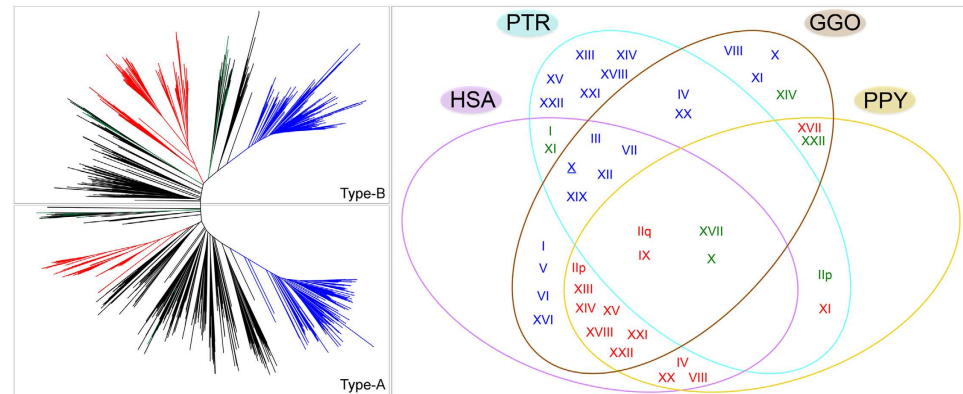 Type-B
Type-A
PTR
GGO
HSA
PPY
XIII XIV
XV XVIII
XXII XXI
VIII X
XI
XIV
IV
XX
XVII
XXII
I
XI
III
VII
X
XII
XIX
IIq
IX
XVII
X
I
V
VI
XVI
IIp
XIII
XIV XV
XVIII XXI
XXII
IV
XX VIII
IIp
XI